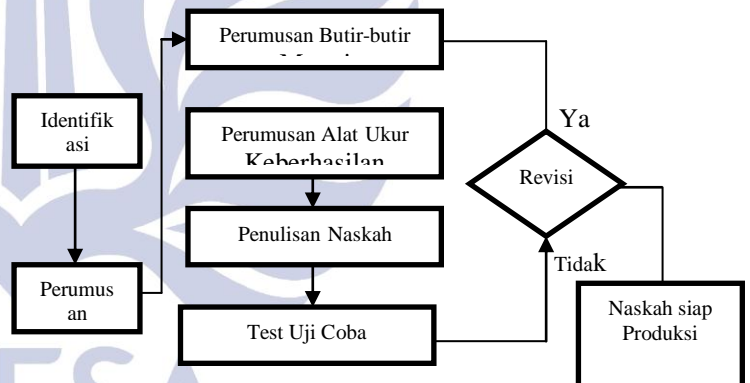 Perumusan Butir-butir
Identifik
asi
Perumusan Alat Ukur
Keberhasilan
Ya
Revisi
Penulisan Naskah
Tidak
Perumus
an
Test Uji Coba
Naskah siap
Produksi
ESA